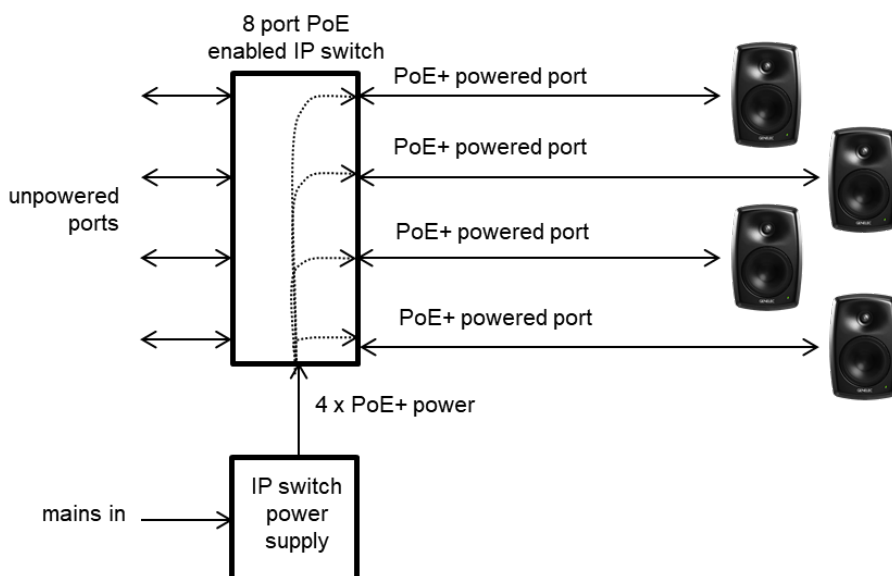 8 port PoE
enabled IP switch
PoE+ powered port
PoE+ powered port
unpowered
ports
PoE+ powered port
PoE+ powered port
4 x PoE+ power
mains in
IP switch
power
supply